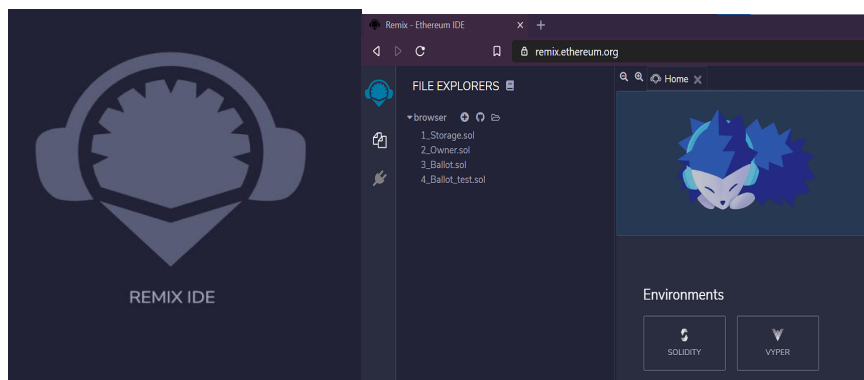 REMIX IDE
Remix - Ethereum IDE
remix.ethereum.org
FILE EXPLORERS
browser
1_Storage.sol
2_Owner.sol
3_Ballot.sol
4_Ballot_test.sol
Home
Environments
SOLIDITY
VYPER